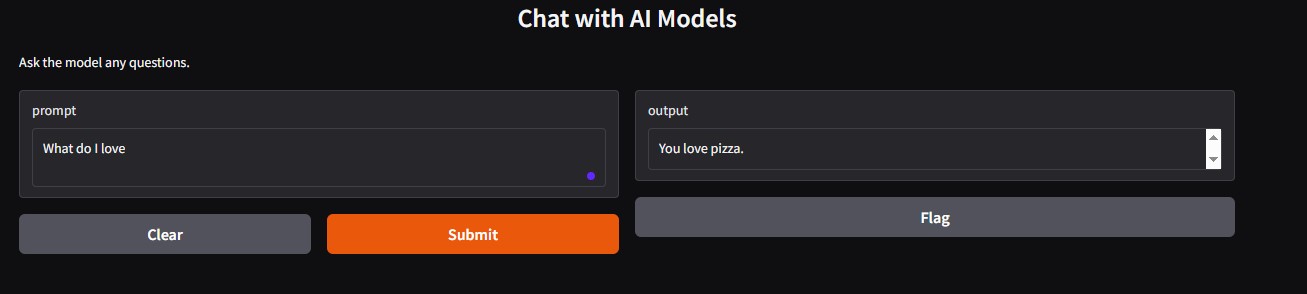 Chat with AI Models
Ask the model any questions.
prompt
What do I love
Clear
Submit
output
You love pizza.
Flag